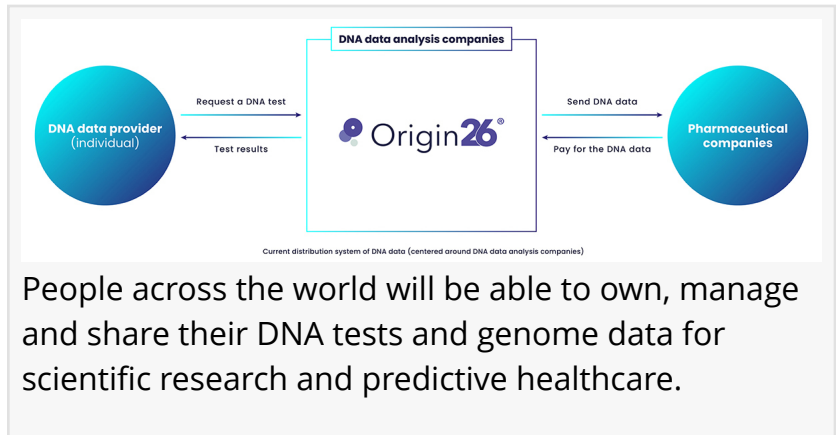 DNA data analysis companies
DNA data provider
(individual)
Request a DNA test
Test results
Origin26®
Send DNA data
Pay for the DNA data
Pharmaceutical
companies
Current distribution system of DNA data (centered around DNA data analysis companies)
People across the world will be able to own, manage
and share their DNA tests and genome data for
scientific research and predictive healthcare.